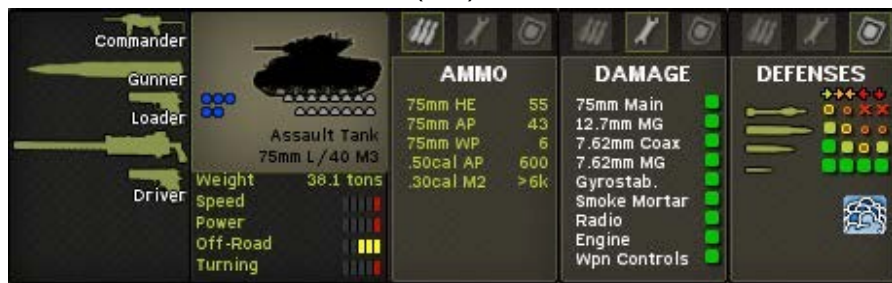 Commander
Gunner
Loader
Driver
Assault Tank
75mm L/40 M3
Weight 38.1 tons
Speed
Power
Off-Road
Turning
AMMO
75mm HE 55
75mm AP 43
75mm WP 6
.50cal AP 600
.30cal M2 >6k
DAMAGE
75mm Main
12.7mm MG
7.62mm Coax
7.62mm MG
Gyrostab.
Smoke Mortar
Radio
Engine
Wpn Controls
DEFENSES